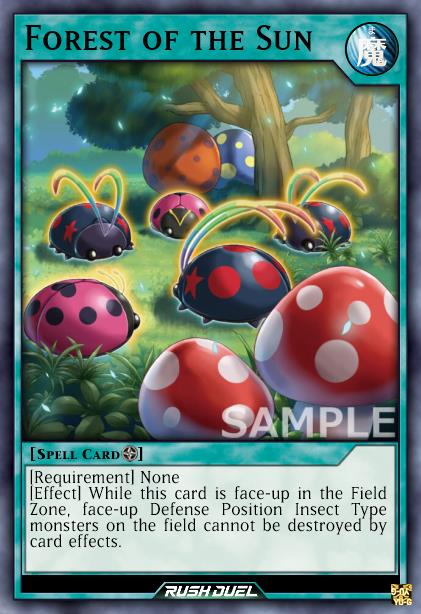 FOREST OF THE SUN
ま
魔
SAMPLE
[SPELL CARD]
[Requirement] None
[Effect] While this card is face-up in the Field
Zone, face-up Defense Position Insect Type
monsters on the field cannot be destroyed by
card effects.
RUSH DUEL